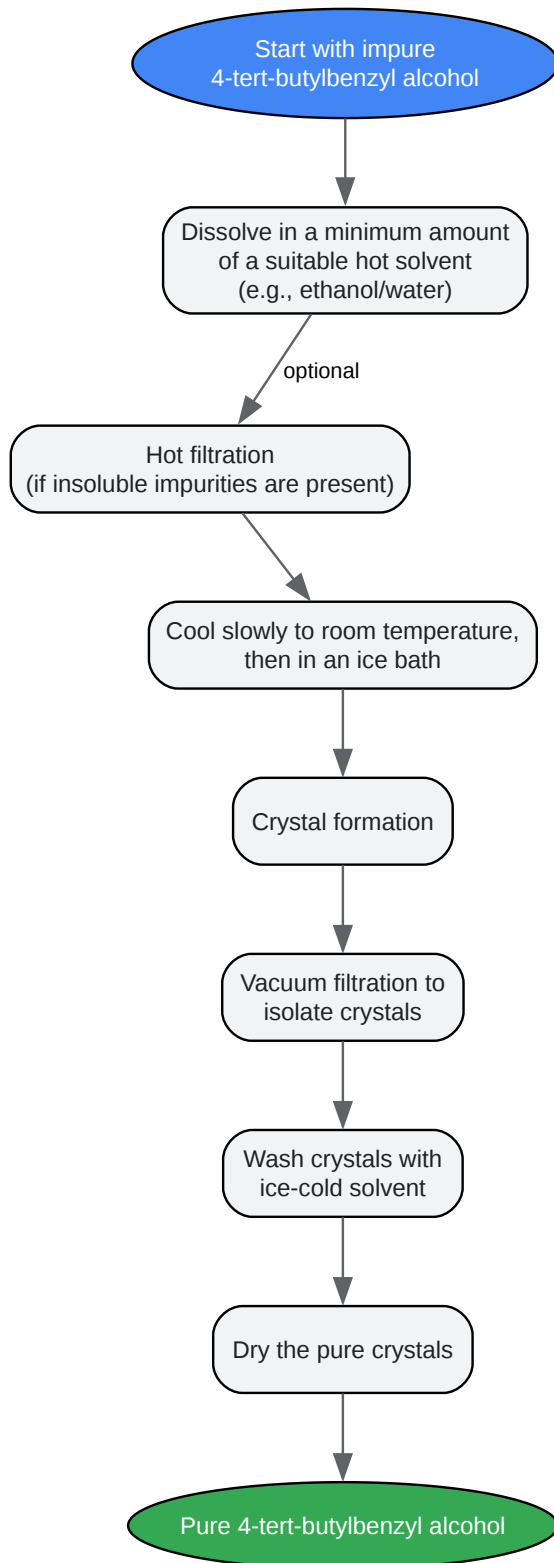 Start with impure
4-tert-butylbenzyl alcohol
Dissolve in a minimum amount
of a suitable hot solvent
(e.g., ethanol/water)
optional
Hot filtration
(if insoluble impurities are present)
Cool slowly to room temperature,
then in an ice bath
Crystal formation
Vacuum filtration to
isolate crystals
Wash crystals with
ice-cold solvent
Dry the pure crystals
Pure 4-tert-butylbenzyl alcohol